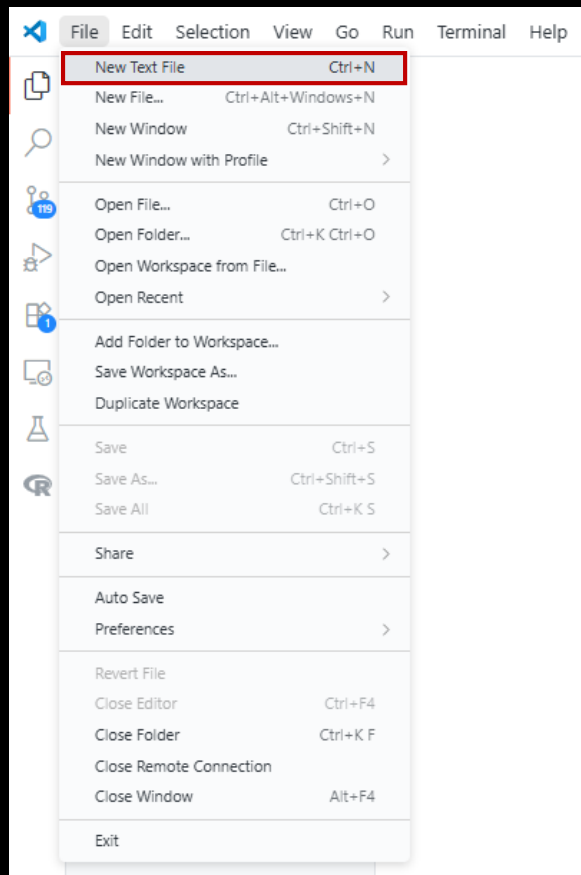 File Edit Selection View Go Run Terminal Help
New Text File Ctrl+N
New File... Ctrl+Alt+Windows+N
New Window Ctrl+Shift+N
New Window with Profile
119
Open File... Ctrl+O
Open Folder... Ctrl+K Ctrl+O
Open Workspace from File...
Open Recent
1
Add Folder to Workspace...
Save Workspace As...
Duplicate Workspace
Save Ctrl+S
Save As... Ctrl+Shift+S
R
Save All Ctrl+K S
Share
Auto Save
Preferences
Revert File
Close Editor Ctrl+F4
Close Folder Ctrl+K F
Close Remote Connection
Close Window Alt+F4
Exit